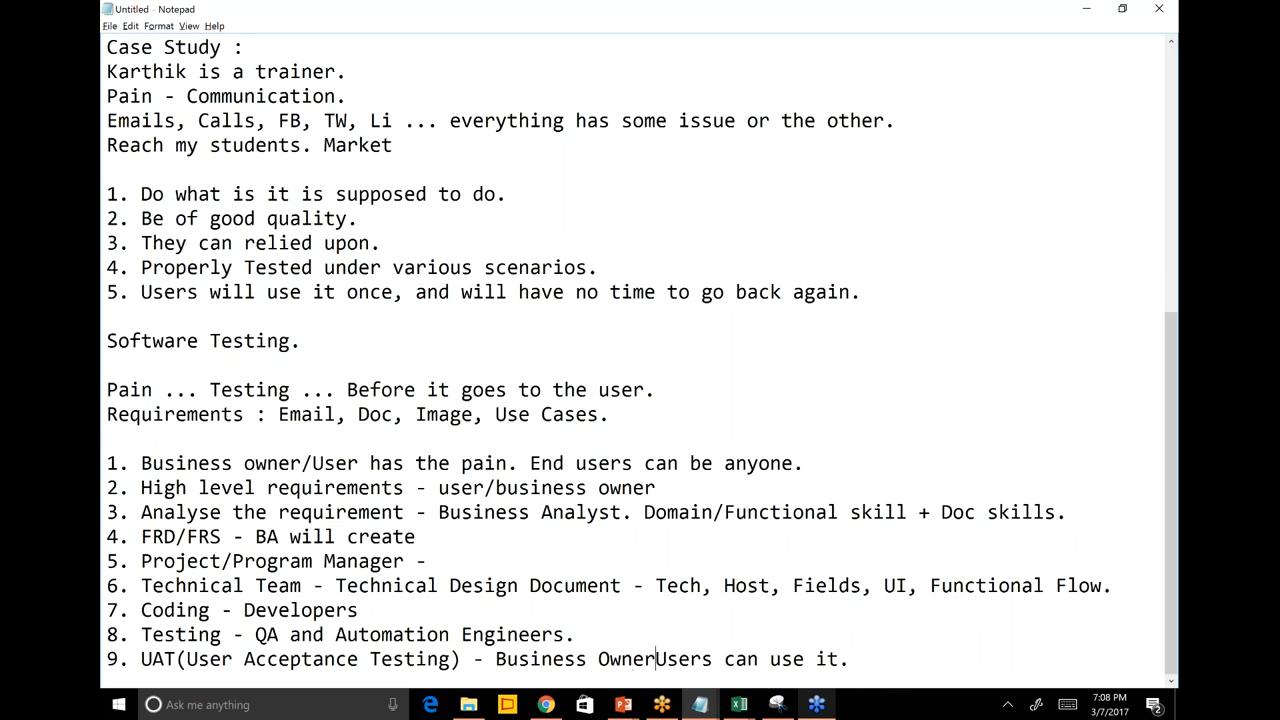 Untitled - Notepad
File Edit Format View Help
Case Study :
Karthik is a trainer.
Pain - Communication.
Emails, Calls, FB, TW, Li ... everything has some issue or the other.
Reach my students. Market
1. Do what is it is supposed to do.
2. Be of good quality.
3. They can relied upon.
4. Properly Tested under various scenarios.
5. Users will use it once, and will have no time to go back again.
Software Testing.
Pain ... Testing ... Before it goes to the user.
Requirements : Email, Doc, Image, Use Cases.
1. Business owner/User has the pain. End users can be anyone.
2. High level requirements - user/business owner
3. Analyse the requirement - Business Analyst. Domain/Functional skill + Doc skills.
4. FRD/FRS - BA will create
5. Project/Program Manager -
6. Technical Team - Technical Design Document - Tech, Host, Fields, UI, Functional Flow.
7. Coding - Developers
8. Testing - QA and Automation Engineers.
9. UAT(User Acceptance Testing) - Business OwnerUsers can use it.
Ask me anything
7:08 PM
3/7/2017
2